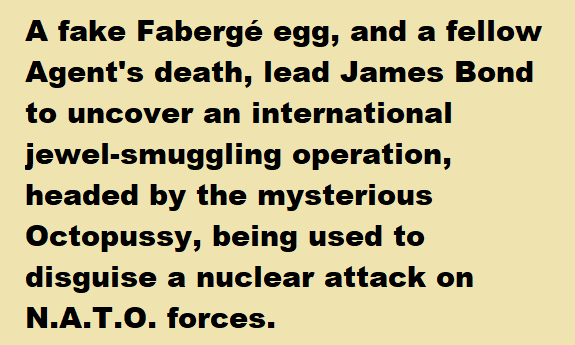 A fake Fabergé egg, and a fellow
Agent's death, lead James Bond
to uncover an international
jewel-smuggling operation,
headed by the mysterious
Octopussy, being used to
disguise a nuclear attack on
N.A.T.O. forces.